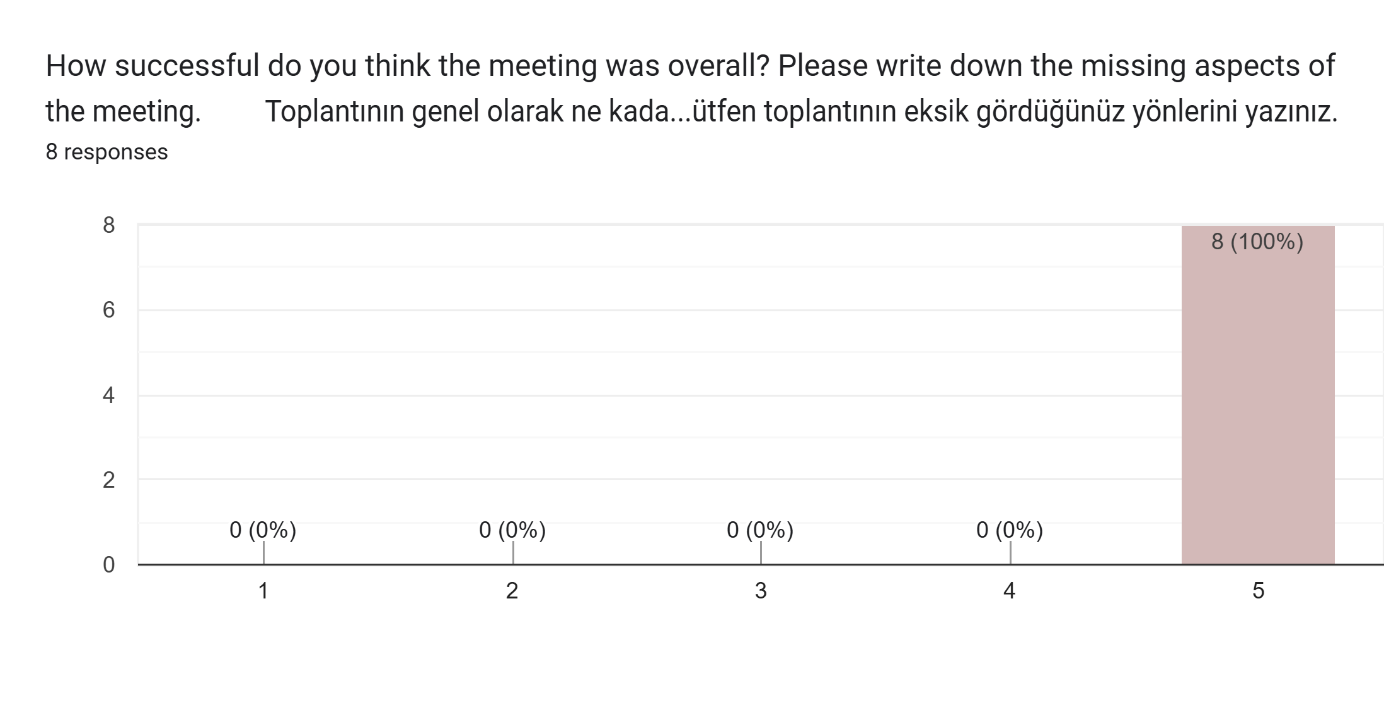 How successful do you think the meeting was overall? Please write down the missing aspects of
the meeting. Toplantının genel olarak ne kada...ütfen toplantının eksik gördüğünüz yönlerini yazınız.
8 responses
8
8 (100%)
6
4
2
0 (0%) 0 (0%) 0 (0%) 0 (0%)
0
1 2 3 4 5